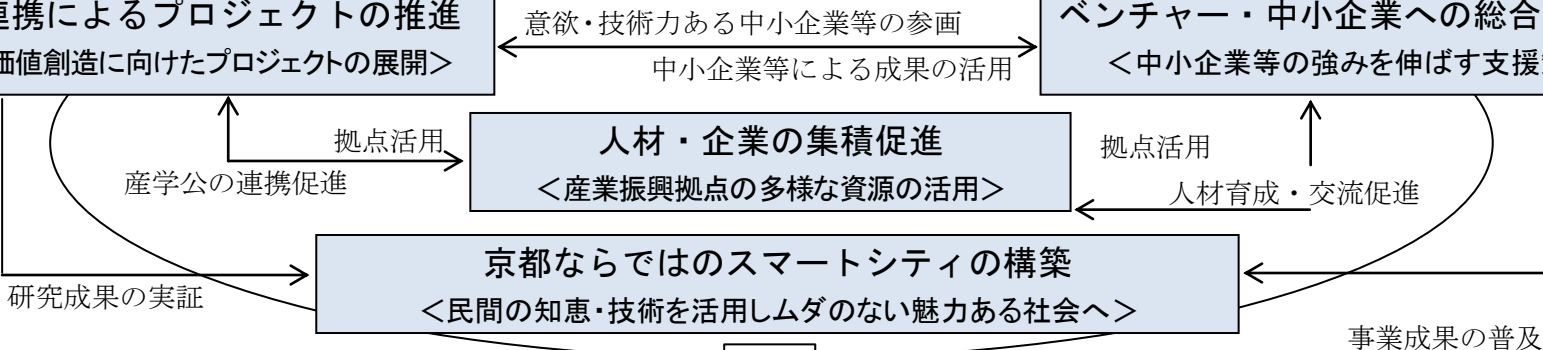 連携によるプロジェクトの推進
価値創造に向けたプロジェクトの展開＞
意欲・技術力ある中小企業等の参画
中小企業等による成果の活用
ベンチャー・中小企業への総合
＜中小企業等の強みを伸ばす支援
拠点活用
産学公の連携促進
人材・企業の集積促進
＜産業振興拠点の多様な資源の活用＞
拠点活用
人材育成・交流促進
京都ならではのスマートシティの構築
＜民間の知恵・技術を活用しムダのない魅力ある社会へ＞
研究成果の実証
事業成果の普及